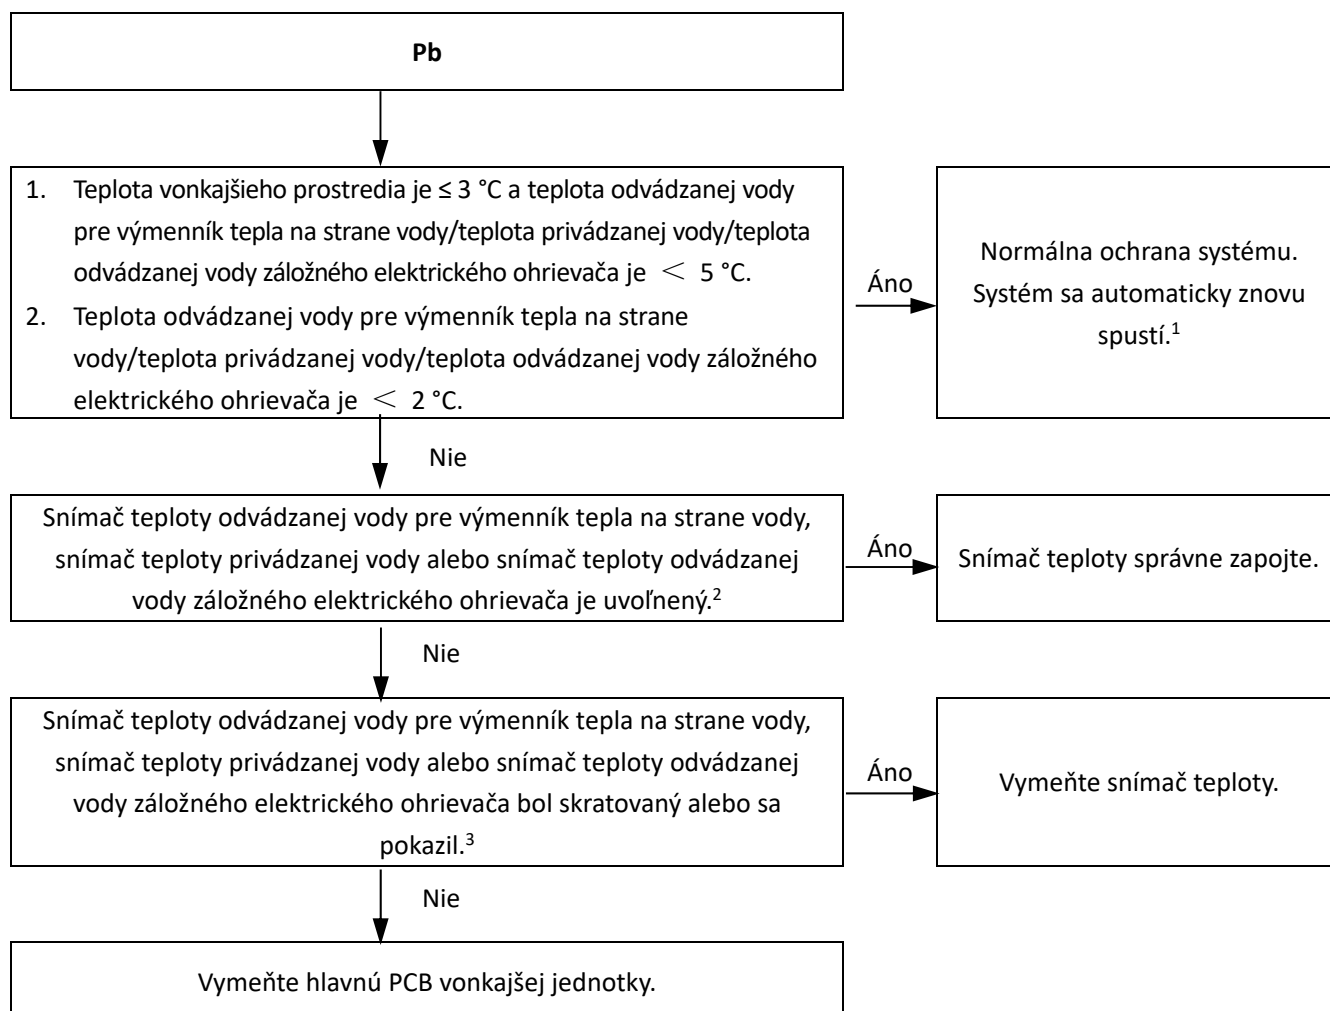 Pb
1. Teplota vonkajšieho prostredia je ≤ 3 °C a teplota odvádzanej vody
pre výmenník tepla na strane vody/teplota privádzanej vody/teplota
odvádzanej vody záložného elektrického ohrievača je < 5 °C.
2. Teplota odvádzanej vody pre výmenník tepla na strane
vody/teplota privádzanej vody/teplota odvádzanej vody záložného
elektrického ohrievača je < 2 °C.
Áno
Normálna ochrana systému.
Systém sa automaticky znovu
spustí.1
Nie
Snímač teploty odvádzanej vody pre výmenník tepla na strane vody,
snímač teploty privádzanej vody alebo snímač teploty odvádzanej
vody záložného elektrického ohrievača je uvoľnený.2
Áno
Snímač teploty správne zapojte.
Nie
Snímač teploty odvádzanej vody pre výmenník tepla na strane vody,
snímač teploty privádzanej vody alebo snímač teploty odvádzanej
vody záložného elektrického ohrievača bol skratovaný alebo sa
pokazil.3
Áno
Vymeňte snímač teploty.
Nie
Vymeňte hlavnú PCB vonkajšej jednotky.